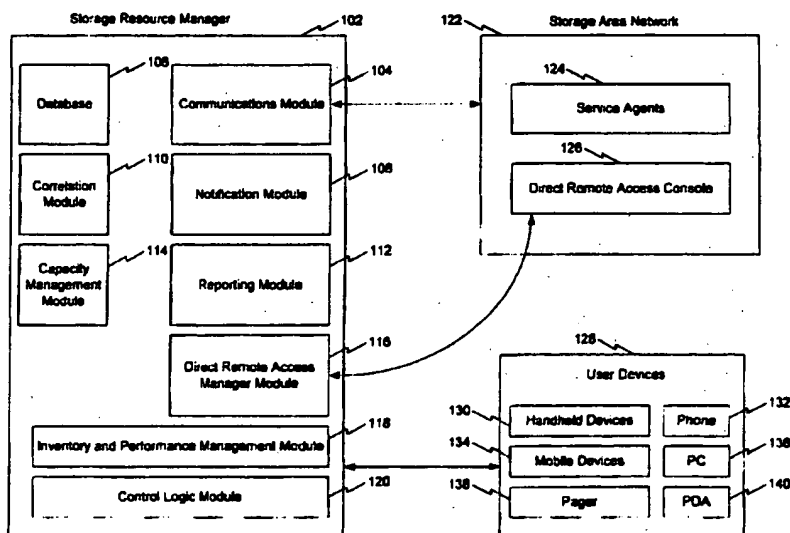 Storage Resource Manager
102
Database
106
Communications Module
104
Correlation
Module
110
Notification Module
108
Capacity
Management
Module
114
Reporting Module
112
Direct Remote Access
Manager Module
116
Inventory and Performance Management Module
118
Control Logic Module
120
Storage Area Network
122
124
Service Agents
126
Direct Remote Access Console
128
User Devices
130
Handheld Devices
Phone
132
134
Mobile Devices
PC
136
138
Pager
PDA
140